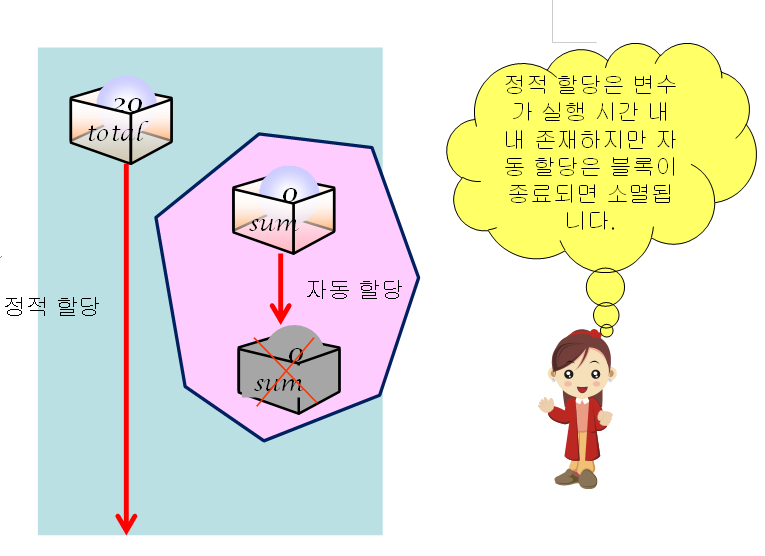 20
total
0
sum
자동 할당
정적 할당
0
sum
정적 할당은 변수
가 실행 시간 내
내 존재하지만 자
동 할당은 블록이
종료되면 소멸됩
니다.